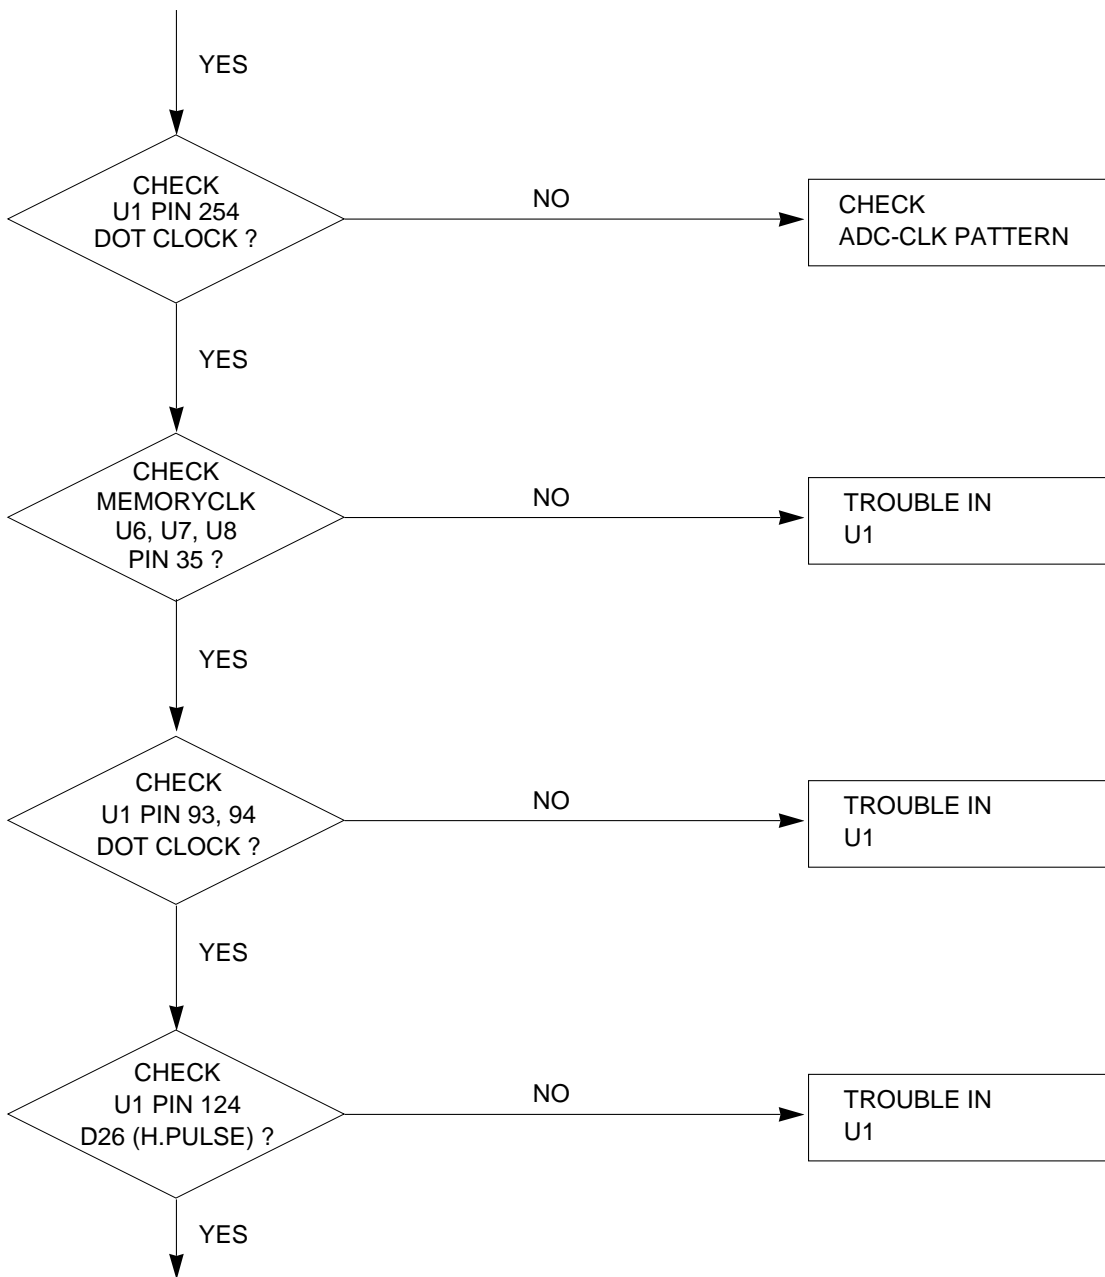 YES
CHECK
U1 PIN 254
DOT CLOCK ?
NO
CHECK
ADC-CLK PATTERN
YES
CHECK
MEMORYCLK
U6, U7, U8
PIN 35 ?
NO
TROUBLE IN
U1
YES
CHECK
U1 PIN 93, 94
DOT CLOCK ?
NO
TROUBLE IN
U1
YES
CHECK
U1 PIN 124
D26 (H.PULSE) ?
NO
TROUBLE IN
U1
YES